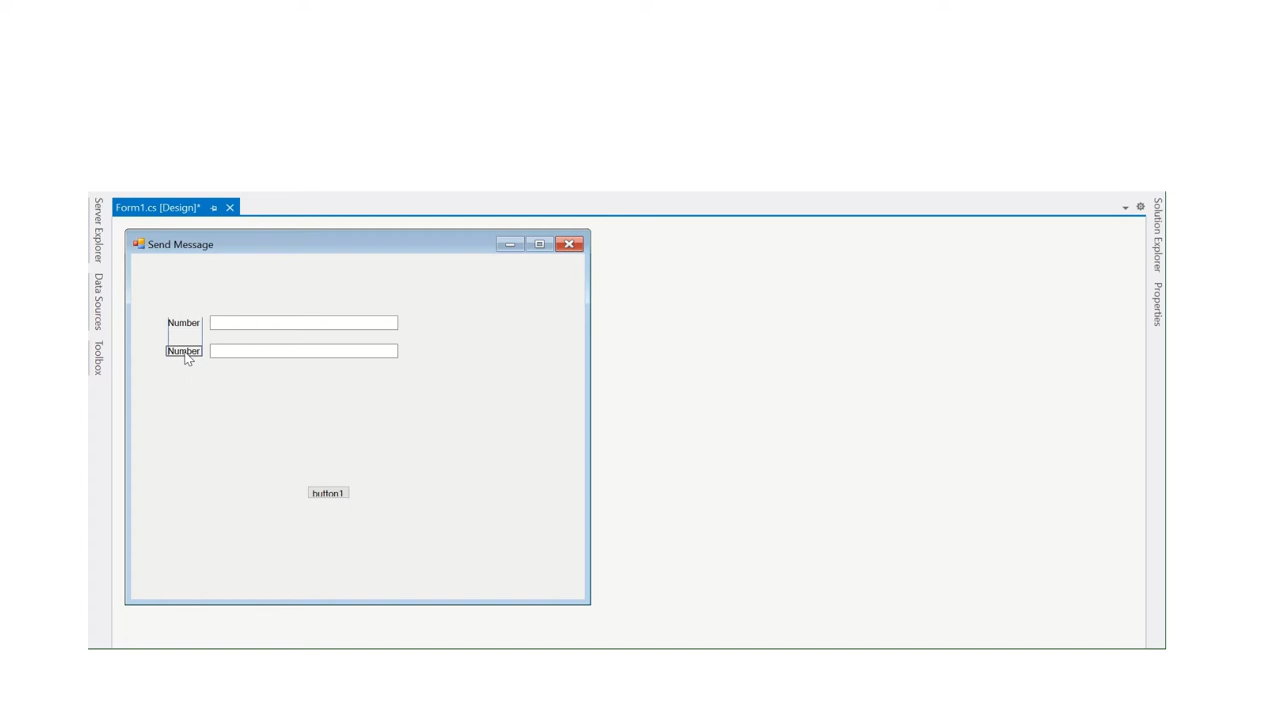 Form1.cs [Design]*
Server Explorer
Data Sources
Toolbox
Send Message
Number
Number
button1
Solution Explorer
Properties